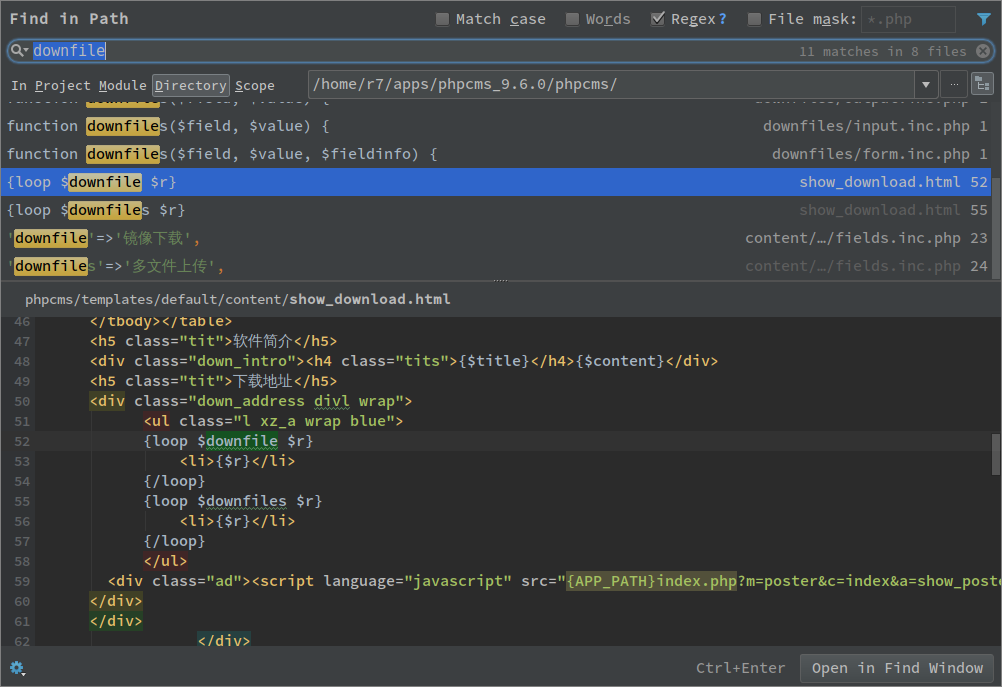 Find in Path Match case Words Regex ? File mask: *.php
downfile 11 matches in 8 files
In Project Module Directory Scope /home/r7/apps/phpcms_9.6.0/phpcms/ ...
function downfiles($field, $value) {
function downfiles($field, $value) { downfiles/input.inc.php 1
function downfiles($field, $value, $fieldinfo) { downfiles/form.inc.php 1
{loop $downfile $r} show_download.html 52
{loop $downfiles $r} show_download.html 55
'downfile'=>'镜像下载', content/…/fields.inc.php 23
'downfiles'=>'多文件上传', content/…/fields.inc.php 24
phpcms/templates/default/content/show_download.html
46 </tbody></table>
47 <h5 class="tit">软件简介</h5>
48 <div class="down_intro"><h4 class="tits">{$title}</h4>{$content}</div>
49 <h5 class="tit">下载地址</h5>
50 <div class="down_address divl wrap">
51 <ul class="l xz_a wrap blue">
52 {loop $downfile $r}
53 <li>{$r}</li>
54 {/loop}
55 {loop $downfiles $r}
56 <li>{$r}</li>
57 {/loop}
58 </ul>
59 <div class="ad"><script language="javascript" src="{APP_PATH}index.php?m=poster&c=index&a=show_poste
60 </div>
61 </div>
62 </div>
Ctrl+Enter Open in Find Window